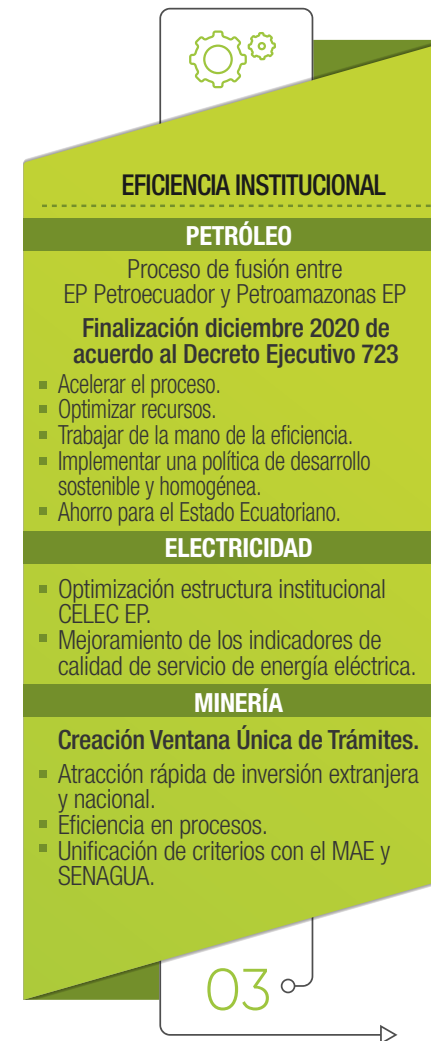 EFICIENCIA INSTITUCIONAL
PETRÓLEO
Proceso de fusión entre
EP Petroecuador y Petroamazonas EP
Finalización diciembre 2020 de
acuerdo al Decreto Ejecutivo 723
▪ Acelerar el proceso.
▪ Optimizar recursos.
▪ Trabajar de la mano de la eficiencia.
▪ Implementar una política de desarrollo
sostenible y homogénea.
▪ Ahorro para el Estado Ecuatoriano.
ELECTRICIDAD
▪ Optimización estructura institucional
CELEC EP.
▪ Mejoramiento de los indicadores de
calidad de servicio de energía eléctrica.
MINERÍA
Creación Ventana Única de Trámites.
▪ Atracción rápida de inversión extranjera
y nacional.
▪ Eficiencia en procesos.
▪ Unificación de criterios con el MAE y
SENAGUA.
03